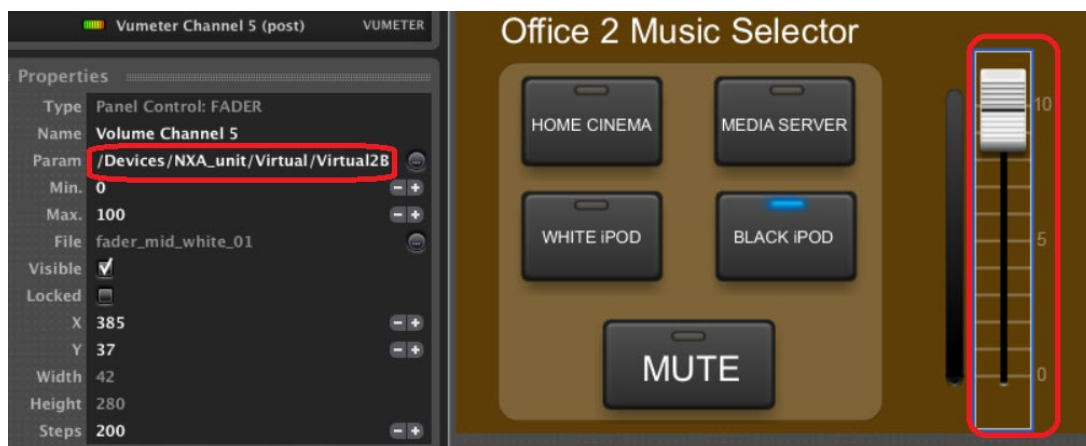 Vumeter Channel 5 (post) VUMETER
Properties
Type Panel Control: FADER
Name Volume Channel 5
Param /Devices/NXA_unit/Virtual/Virtual2B
Min. 0
Max. 100
File fader_mid_white_01
Visible
Locked
X 385
Y 37
Width 42
Height 280
Steps 200
Office 2 Music Selector
HOME CINEMA
MEDIA SERVER
WHITE iPOD
BLACK iPOD
MUTE
10
5
0